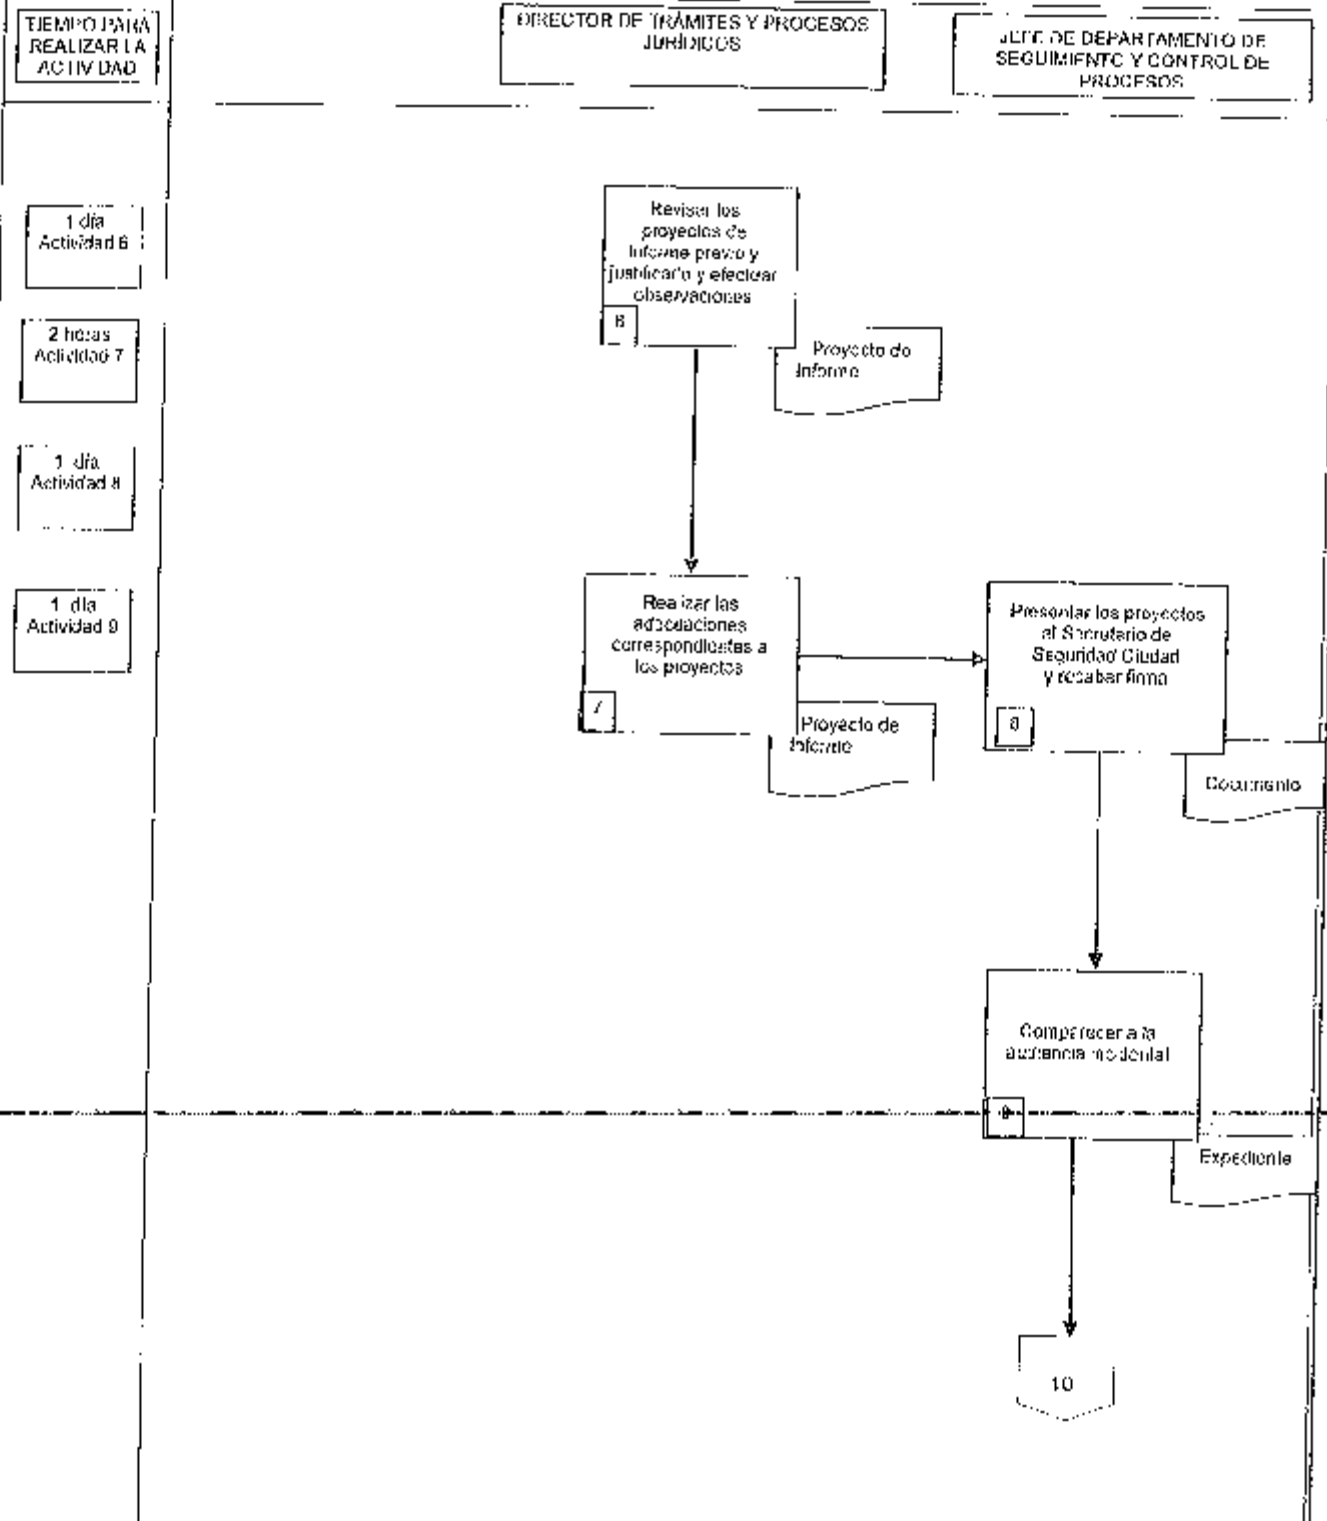 TIEMPO PARA
REALIZAR LA
ACTIVIDAD
DIRECTOR DE TRÁMITES Y PROCESOS
JURÍDICOS
JEFE DE DEPARTAMENTO DE
SEGUIMIENTO Y CONTROL DE
PROCESOS
1 día
Actividad 6
2 horas
Actividad 7
1 día
Actividad 8
1 día
Actividad 9
Revisar los
proyectos de
Informe previo y
justificado y efectuar
observaciones
6
Proyecto de
Informe
Realizar las
adecuaciones
correspondientes a
los proyectos
7
Proyecto de
Informe
Presentar los proyectos
al Secretario de
Seguridad Ciudad
y recabar firma
8
Documento
Comparecer a la
audiencia incidental
9
Expediente
10